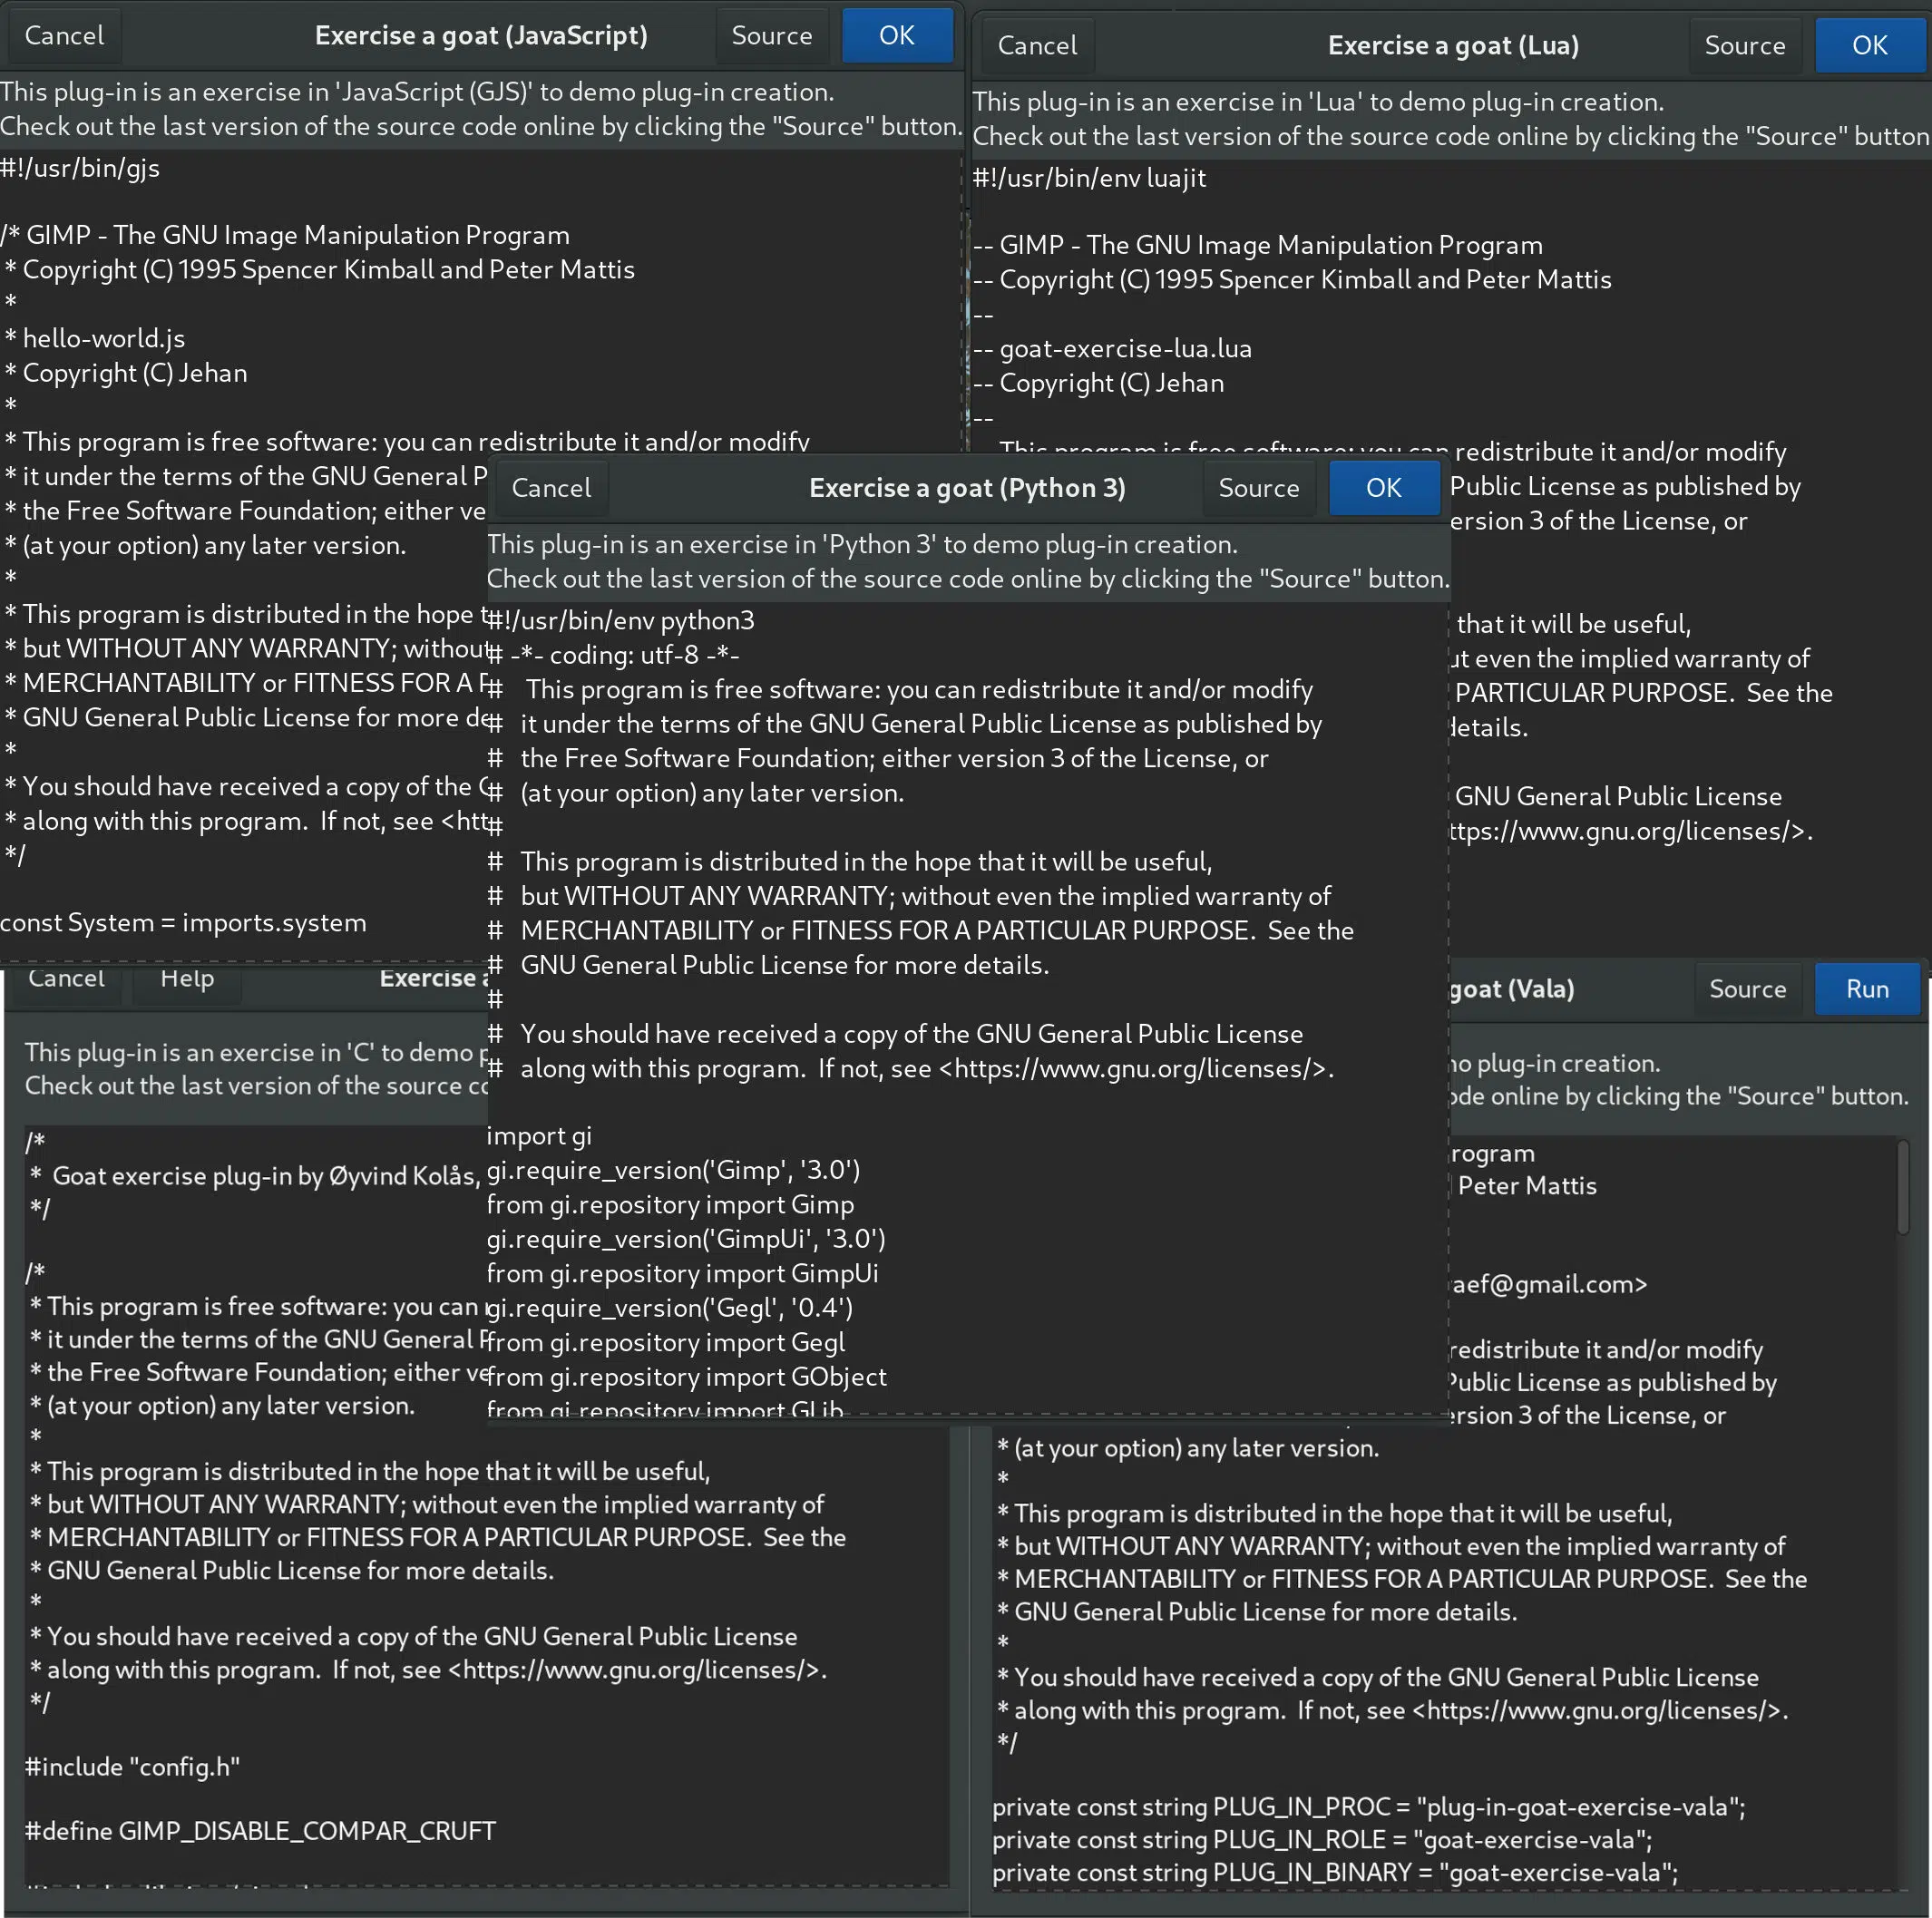 Cancel Exercise a goat (JavaScript) Source OK
This plug-in is an exercise in 'JavaScript (GJS)' to demo plug-in creation.
Check out the last version of the source code online by clicking the "Source" button.
#!/usr/bin/gjs
/* GIMP - The GNU Image Manipulation Program
* Copyright (C) 1995 Spencer Kimball and Peter Mattis
*
* hello-world.js
* Copyright (C) Jehan
*
* This program is free software: you can redistribute it and/or modify
* it under the terms of the GNU General
* the Free Software Foundation; either
* (at your option) any later version.
*
* This program is distributed in the hope
* but WITHOUT ANY WARRANTY; without
* MERCHANTABILITY or FITNESS FOR A
* GNU General Public License for more
*
* You should have received a copy of the
* along with this program.  If not, see <htt
*/
const System = imports.system
Cancel Exercise a goat (Lua) Source OK
This plug-in is an exercise in 'Lua' to demo plug-in creation.
Check out the last version of the source code online by clicking the "Source" button
#!/usr/bin/env luajit
-- GIMP - The GNU Image Manipulation Program
-- Copyright (C) 1995 Spencer Kimball and Peter Mattis
--
-- goat-exercise-lua.lua
-- Copyright (C) Jehan
--
This program is free software: you can redistribute it and/or modify
Public License as published by
ersion 3 of the License, or
that it will be useful,
ut even the implied warranty of
PARTICULAR PURPOSE.  See the
details.
GNU General Public License
ttps://www.gnu.org/licenses/>.
Cancel Exercise a goat (Python 3) Source OK
This plug-in is an exercise in 'Python 3' to demo plug-in creation.
Check out the last version of the source code online by clicking the "Source" button.
#!/usr/bin/env python3
# -*- coding: utf-8 -*-
#   This program is free software: you can redistribute it and/or modify
#   it under the terms of the GNU General Public License as published by
#   the Free Software Foundation; either version 3 of the License, or
#   (at your option) any later version.
#
#   This program is distributed in the hope that it will be useful,
#   but WITHOUT ANY WARRANTY; without even the implied warranty of
#   MERCHANTABILITY or FITNESS FOR A PARTICULAR PURPOSE.  See the
#   GNU General Public License for more details.
#
#   You should have received a copy of the GNU General Public License
#   along with this program.  If not, see <https://www.gnu.org/licenses/>.
import gi
gi.require_version('Gimp', '3.0')
from gi.repository import Gimp
gi.require_version('GimpUi', '3.0')
from gi.repository import GimpUi
gi.require_version('Gegl', '0.4')
from gi.repository import Gegl
from gi.repository import GObject
from gi.repository import GLib
Cancel Help Exercise a
This plug-in is an exercise in 'C' to demo
Check out the last version of the source
/*
* Goat exercise plug-in by Øyvind Kolås,
*/
/*
* This program is free software: you can
* it under the terms of the GNU General
* the Free Software Foundation; either
* (at your option) any later version.
*
* This program is distributed in the hope that it will be useful,
* but WITHOUT ANY WARRANTY; without even the implied warranty of
* MERCHANTABILITY or FITNESS FOR A PARTICULAR PURPOSE.  See the
* GNU General Public License for more details.
*
* You should have received a copy of the GNU General Public License
* along with this program.  If not, see <https://www.gnu.org/licenses/>.
*/
#include "config.h"
#define GIMP_DISABLE_COMPAR_CRUFT
goat (Vala) Source Run
plug-in creation.
online by clicking the "Source" button.
rogram
Peter Mattis
aef@gmail.com>
redistribute it and/or modify
Public License as published by
ersion 3 of the License, or
* (at your option) any later version.
*
* This program is distributed in the hope that it will be useful,
* but WITHOUT ANY WARRANTY; without even the implied warranty of
* MERCHANTABILITY or FITNESS FOR A PARTICULAR PURPOSE.  See the
* GNU General Public License for more details.
*
* You should have received a copy of the GNU General Public License
* along with this program.  If not, see <https://www.gnu.org/licenses/>.
*/
private const string PLUG_IN_PROC = "plug-in-goat-exercise-vala";
private const string PLUG_IN_ROLE = "goat-exercise-vala";
private const string PLUG_IN_BINARY = "goat-exercise-vala";